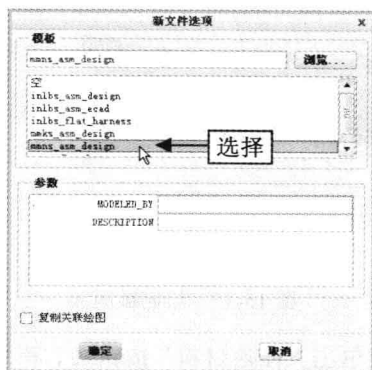 新文件选项
x
模板
mmns_asm_design
浏览...
空
inlbs_asm_design
inlbs_asm_ecad
inlbs_flat_harness
mmks_asm_design
mmns_asm_design
选择
参数
MODELED_BY
DESCRIPTION
复制关联绘图
确定
取消